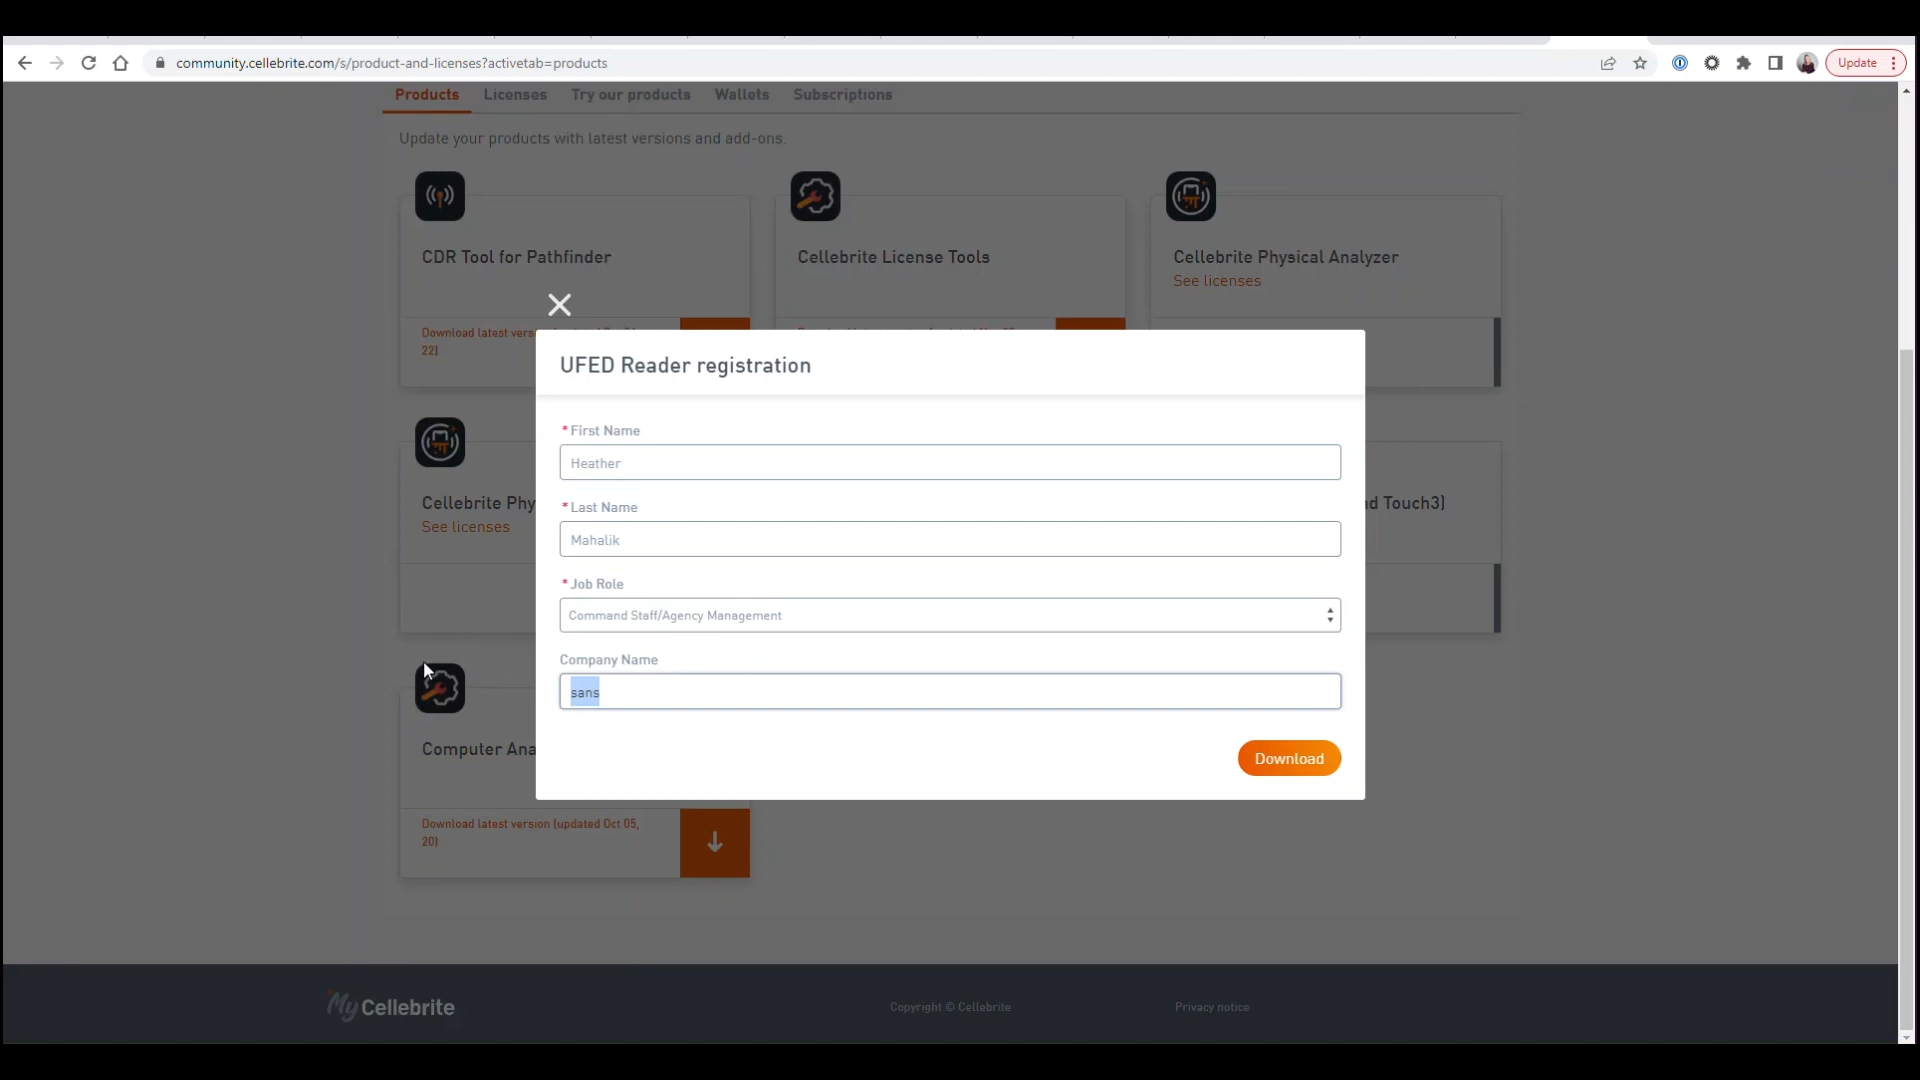 community.cellebrite.com/s/product-and-licenses?activetab=products
Update
Products Licenses Try our products Wallets Subscriptions
Update your products with latest versions and add-ons.
CDR Tool for Pathfinder
Cellebrite License Tools
Cellebrite Physical Analyzer
See licenses
Download latest
22)
UFED Reader registration
*First Name
Heather
*Last Name
Mahalik
*Job Role
Command Staff/Agency Management
Company Name
sans
Download
Cellebrite Phy
See licenses
d Touch3)
Computer Ana
Download latest version (updated Oct 05,
20)
My Cellebrite
Copyright © Cellebrite
Privacy notice